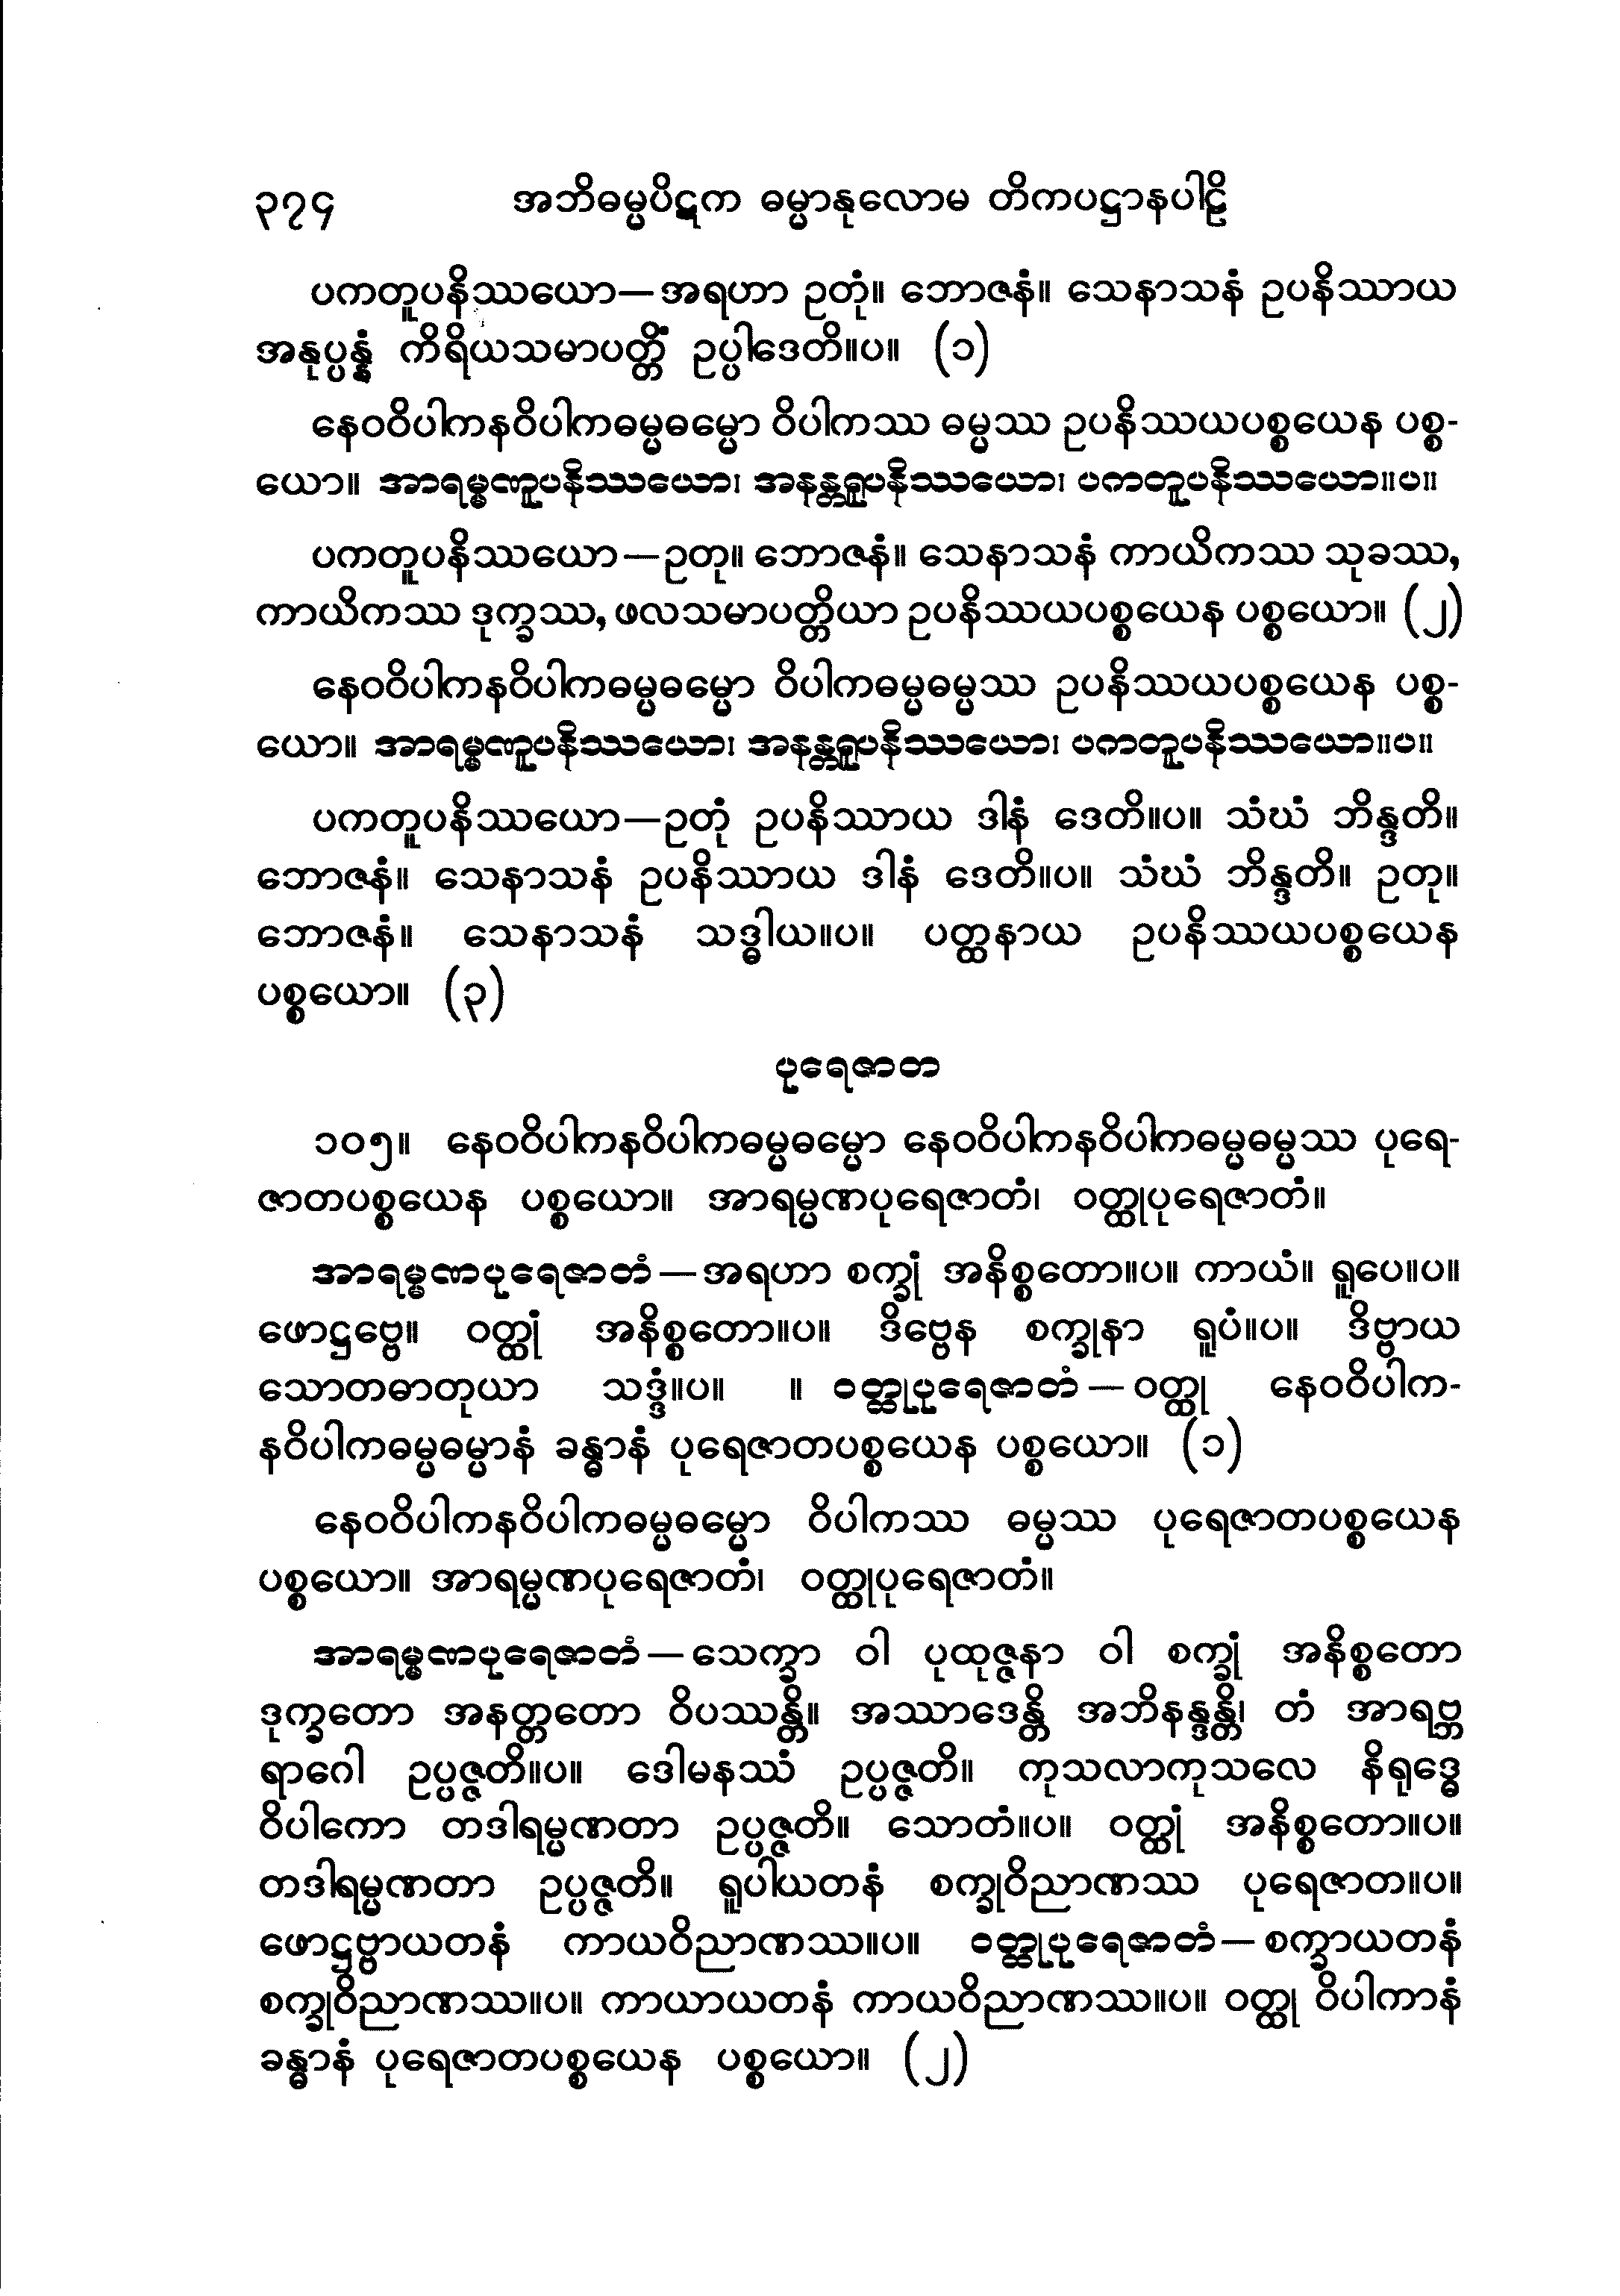 ၃၇၄ အဘိဓမ္မပိဋက ဓမ္မာနုလောမ တိကပဋ္ဌာနပါဠိ
ပကတူပနိဿယော—အရဟာ ဥတုံ။ ဘောဇနံ။ သေနာသနံ ဥပနိဿာယ
အနုပ္ပန္နံ ကိရိယသမာပတ္တိံ ဥပ္ပါဒေတိ။ပ။ (၁)
နေဝဝိပါကနဝိပါကဓမ္မဓမ္မော ဝိပါကဿ ဓမ္မဿ ဥပနိဿယပစ္စယေန ပစ္စ-
ယော။ အာရမ္မဏူပနိဿယော၊ အနန္တရူပနိဿယော၊ ပကတူပနိဿယော။ပ။
ပကတူပနိဿယော—ဥတု။ ဘောဇနံ။ သေနာသနံ ကာယိကဿ သုခဿ,
ကာယိကဿ ဒုက္ခဿ, ဖလသမာပတ္တိယာ ဥပနိဿယပစ္စယေန ပစ္စယော။ (၂)
နေဝဝိပါကနဝိပါကဓမ္မဓမ္မော ဝိပါကဓမ္မဓမ္မဿ ဥပနိဿယပစ္စယေန ပစ္စ-
ယော။ အာရမ္မဏူပနိဿယော၊ အနန္တရူပနိဿယော၊ ပကတူပနိဿယော။ပ။
ပကတူပနိဿယော—ဥတုံ ဥပနိဿာယ ဒါနံ ဒေတိ။ပ။ သံဃံ ဘိန္ဒတိ။
ဘောဇနံ။ သေနာသနံ ဥပနိဿာယ ဒါနံ ဒေတိ။ပ။ သံဃံ ဘိန္ဒတိ။ ဥတု။
ဘောဇနံ။ သေနာသနံ သဒ္ဓါယ။ပ။ ပတ္ထနာယ ဥပနိဿယပစ္စယေန
ပစ္စယော။ (၃)
ပုရေဇာတ
၁၀၅။ နေဝဝိပါကနဝိပါကဓမ္မဓမ္မော နေဝဝိပါကနဝိပါကဓမ္မဓမ္မဿ ပုရေ-
ဇာတပစ္စယေန ပစ္စယော။ အာရမ္မဏပုရေဇာတံ၊ ဝတ္ထုပုရေဇာတံ။
အာရမ္မဏပုရေဇာတံ—အရဟာ စက္ခုံ အနိစ္စတော။ပ။ ကာယံ။ ရူပေ။ပ။
ဖောဋ္ဌဗ္ဗေ။ ဝတ္ထုံ အနိစ္စတော။ပ။ ဒိဗ္ဗေန စက္ခုနာ ရူပံ။ပ။ ဒိဗ္ဗာယ
သောတဓာတုယာ သဒ္ဒံ။ပ။ ။ ဝတ္ထုပုရေဇာတံ—ဝတ္ထု နေဝဝိပါက-
နဝိပါကဓမ္မဓမ္မာနံ ခန္ဓာနံ ပုရေဇာတပစ္စယေန ပစ္စယော။ (၁)
နေဝဝိပါကနဝိပါကဓမ္မဓမ္မော ဝိပါကဿ ဓမ္မဿ ပုရေဇာတပစ္စယေန
ပစ္စယော။ အာရမ္မဏပုရေဇာတံ၊ ဝတ္ထုပုရေဇာတံ။
အာရမ္မဏပုရေဇာတံ—သေက္ခာ ဝါ ပုထုဇ္ဇနာ ဝါ စက္ခုံ အနိစ္စတော
ဒုက္ခတော အနတ္တတော ဝိပဿန္တိ။ အဿာဒေန္တိ အဘိနန္ဒန္တိ၊ တံ အာရဗ္ဘ
ရာဂေါ ဥပ္ပဇ္ဇတိ။ပ။ ဒေါမနဿံ ဥပ္ပဇ္ဇတိ။ ကုသလာကုသလေ နိရုဒ္ဓေ
ဝိပါကော တဒါရမ္မဏတာ ဥပ္ပဇ္ဇတိ။ သောတံ။ပ။ ဝတ္ထုံ အနိစ္စတော။ပ။
တဒါရမ္မဏတာ ဥပ္ပဇ္ဇတိ။ ရူပါယတနံ စက္ခုဝိညာဏဿ ပုရေဇာတ။ပ။
ဖောဋ္ဌဗ္ဗာယတနံ ကာယဝိညာဏဿ။ပ။ ဝတ္ထုပုရေဇာတံ—စက္ခာယတနံ
စက္ခုဝိညာဏဿ။ပ။ ကာယာယတနံ ကာယဝိညာဏဿ။ပ။ ဝတ္ထု ဝိပါကာနံ
ခန္ဓာနံ ပုရေဇာတပစ္စယေန ပစ္စယော။ (၂)